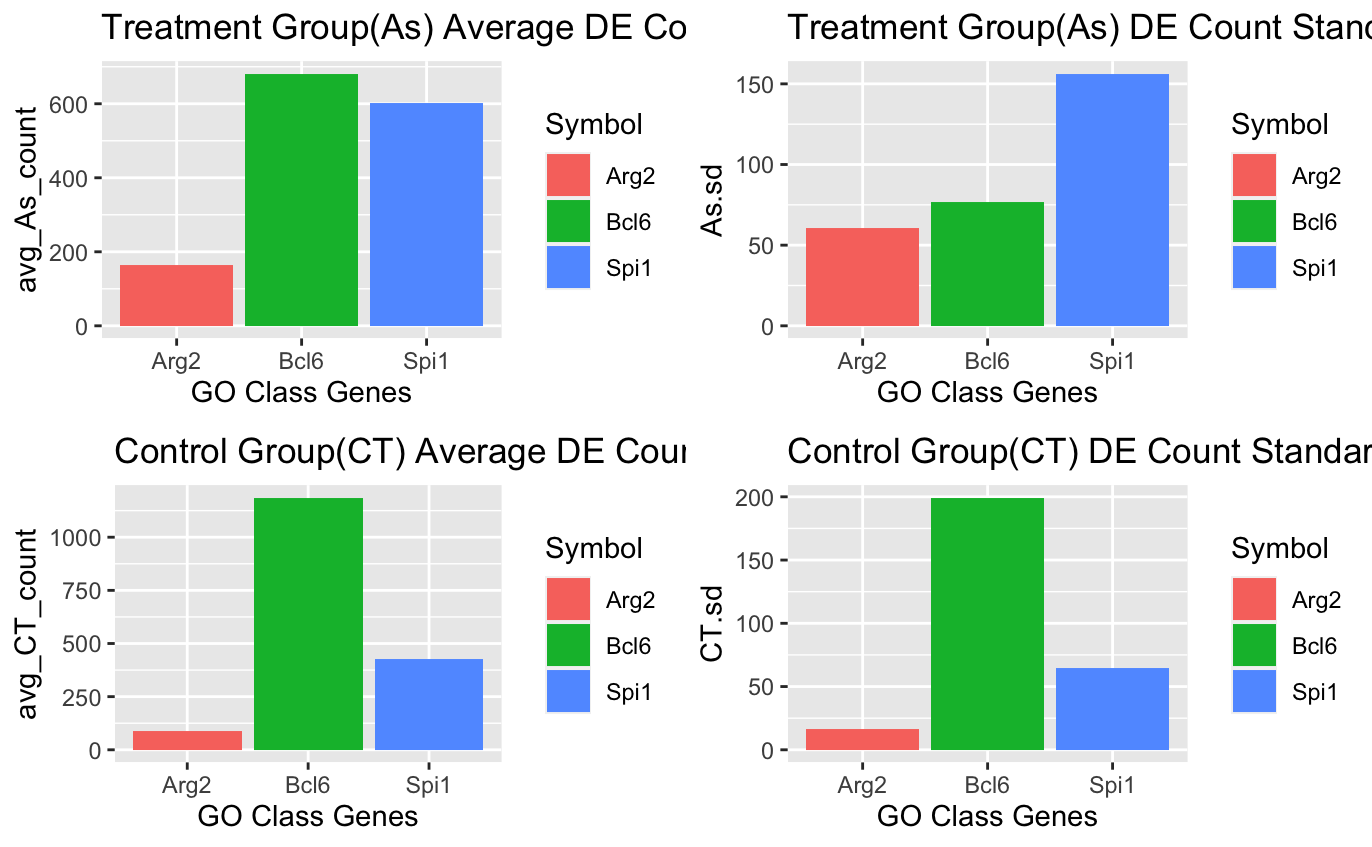 Treatment Group(As) Average DE Co
600
400
200
0
avg_As_count
Arg2 Bcl6 Spi1
GO Class Genes
Symbol
Arg2
Bcl6
Spi1
Treatment Group(As) DE Count Stand
150
100
50
0
As.sd
Arg2 Bcl6 Spi1
GO Class Genes
Symbol
Arg2
Bcl6
Spi1
Control Group(CT) Average DE Coun
1000
750
500
250
0
avg_CT_count
Arg2 Bcl6 Spi1
GO Class Genes
Symbol
Arg2
Bcl6
Spi1
Control Group(CT) DE Count Standar
200
150
100
50
0
CT.sd
Arg2 Bcl6 Spi1
GO Class Genes
Symbol
Arg2
Bcl6
Spi1